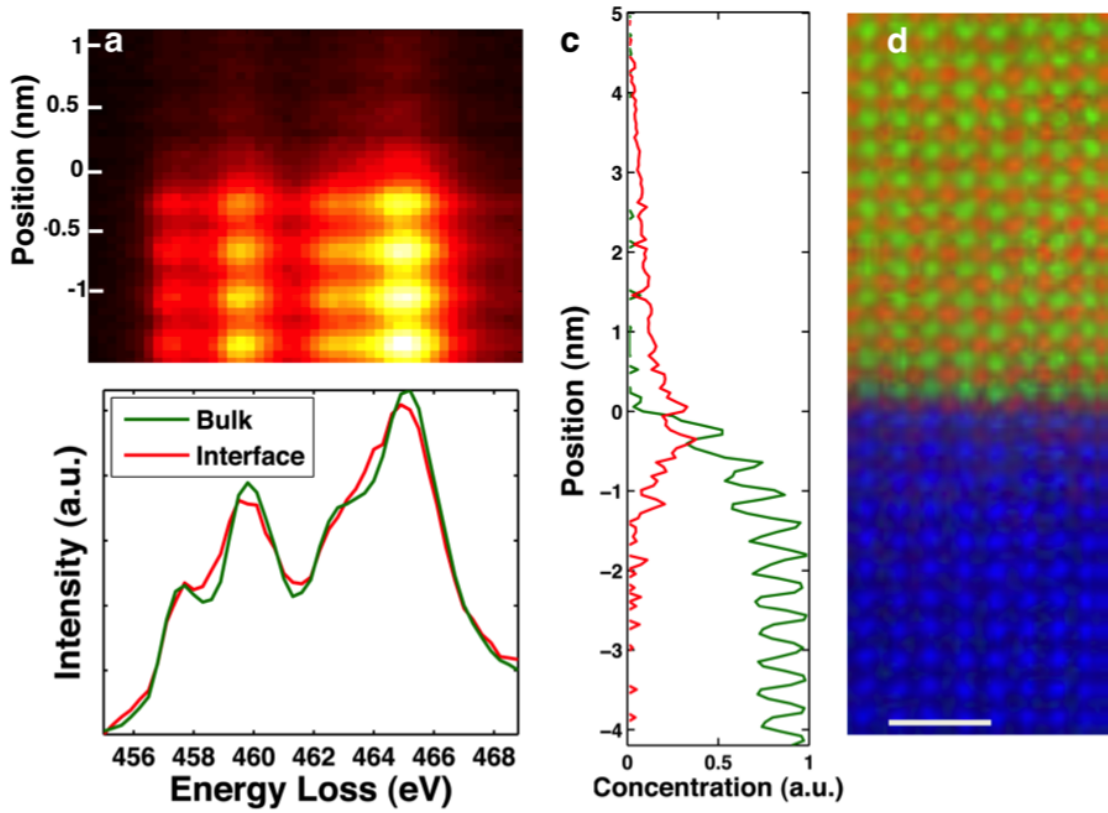 a
1
0.5
0
-0.5
-1
Position (nm)
Bulk
Interface
Intensity (a.u.)
456 458 460 462 464 466 468
Energy Loss (eV)
c
5
4
3
2
1
0
−1
−2
−3
−4
Position (nm)
0 0.5 1
Concentration (a.u.)
d